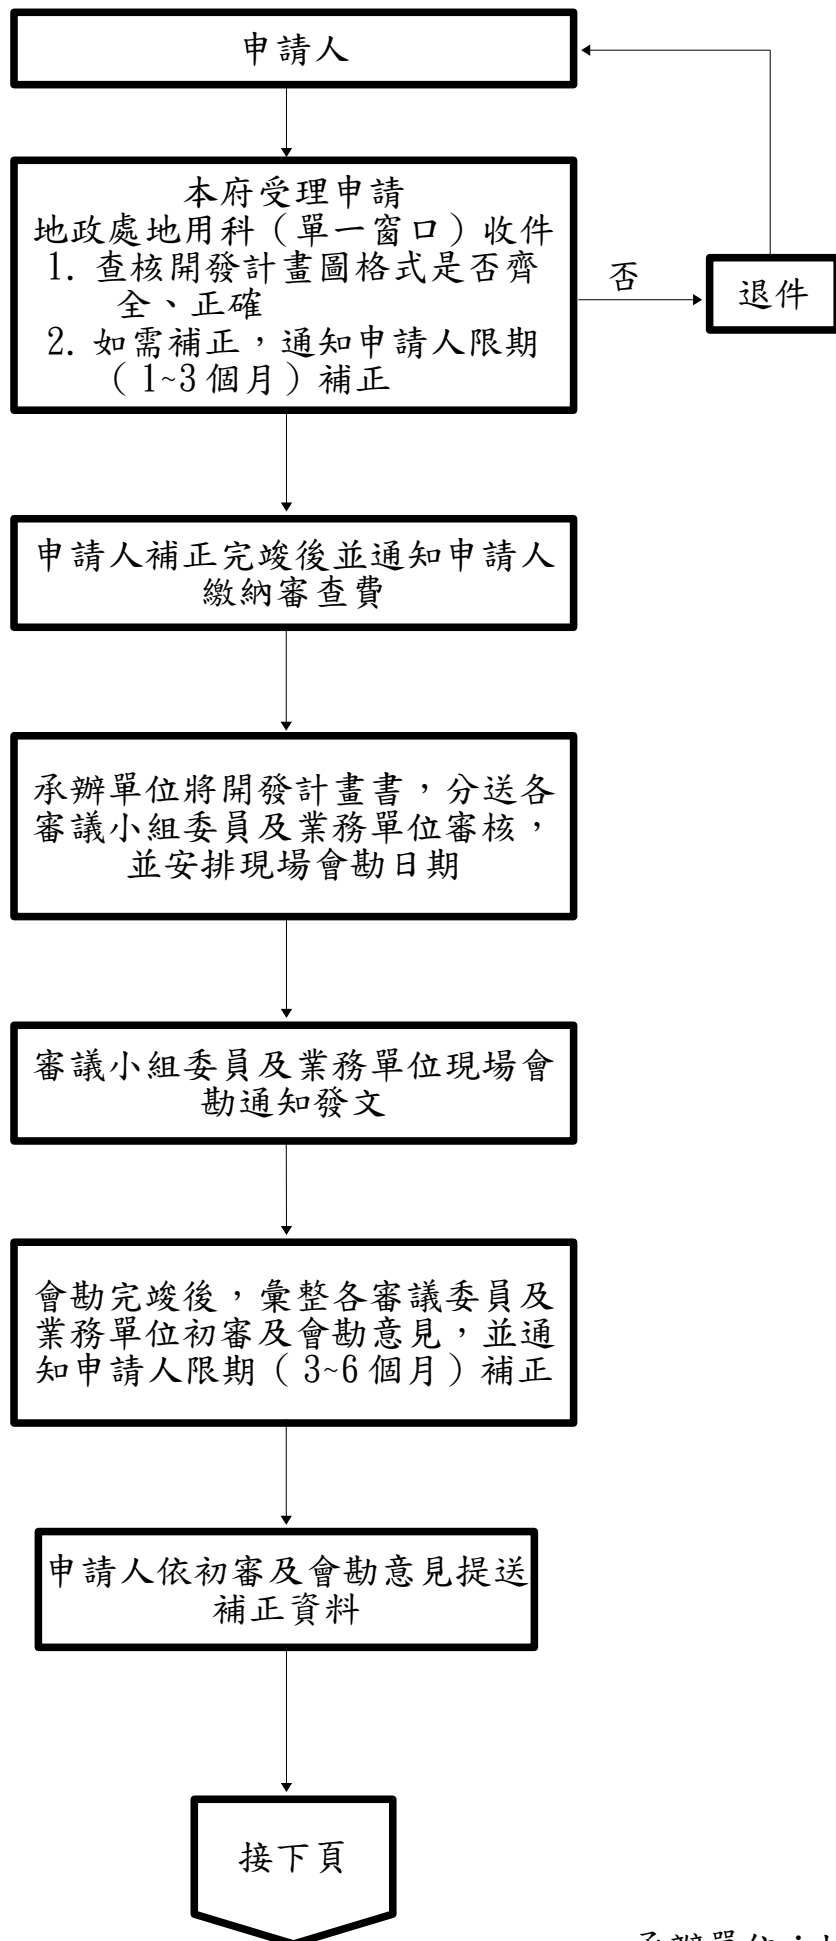 申請人
本府受理申請
地政處地用科（單一窗口）收件
1. 查核開發計畫圖格式是否齊
全、正確
2. 如需補正，通知申請人限期
（1~3個月）補正
否
退件
申請人補正完竣後並通知申請人
繳納審查費
承辦單位將開發計畫書，分送各
審議小組委員及業務單位審核，
並安排現場會勘日期
審議小組委員及業務單位現場會
勘通知發文
會勘完竣後，彙整各審議委員及
業務單位初審及會勘意見，並通
知申請人限期（3~6個月）補正
申請人依初審及會勘意見提送
補正資料
接下頁
承辦單位：